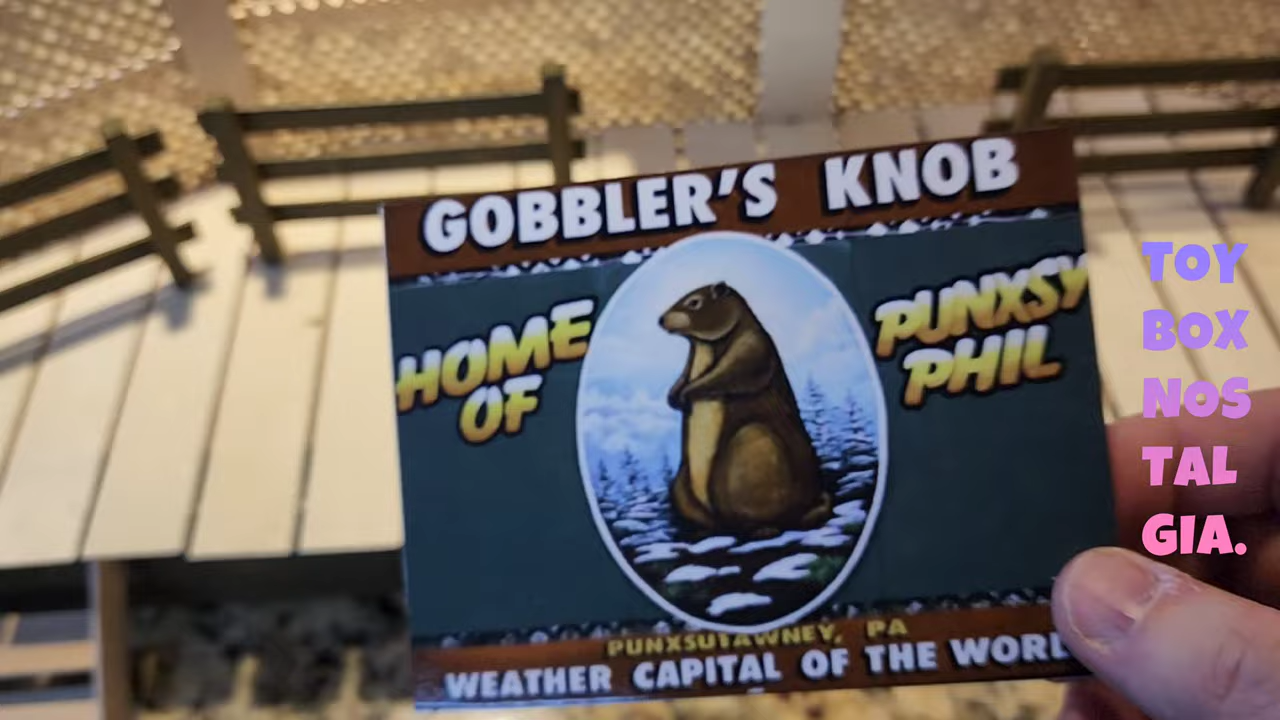 GOBBLER'S KNOB
HOME
OF
PUNXSY
PHIL
PUNXSUTAWNEY, PA
WEATHER CAPITAL OF THE WORL
TOY
BOX
NOS
TAL
GIA.